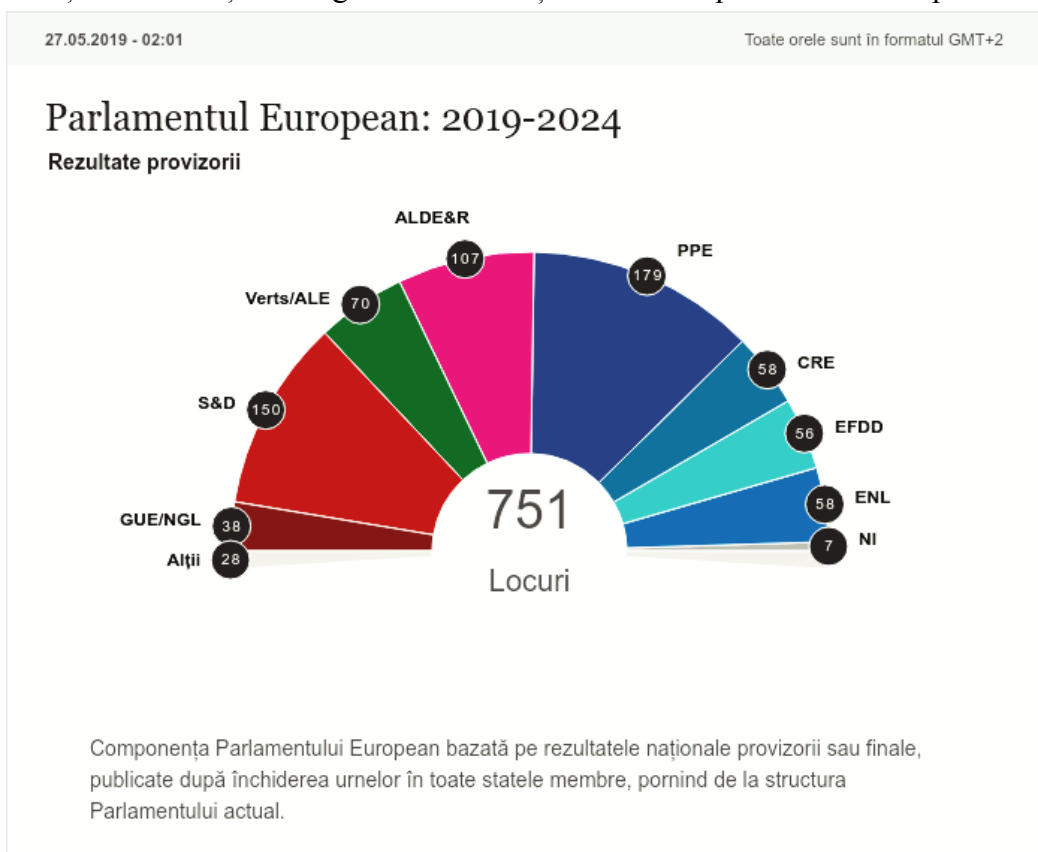 27.05.2019 - 02:01
Toate orele sunt în formatul GMT+2
Parlamentul European: 2019-2024
Rezultate provizorii
ALDE&R
107
PPE
179
Verts/ALE
70
CRE
58
S&D
150
EFDD
56
ENL
58
GUE/NGL
38
NI
7
Alții
28
751
Locuri
Componența Parlamentului European bazată pe rezultatele naționale provizorii sau finale,
publicate după închiderea urnelor în toate statele membre, pornind de la structura
Parlamentului actual.